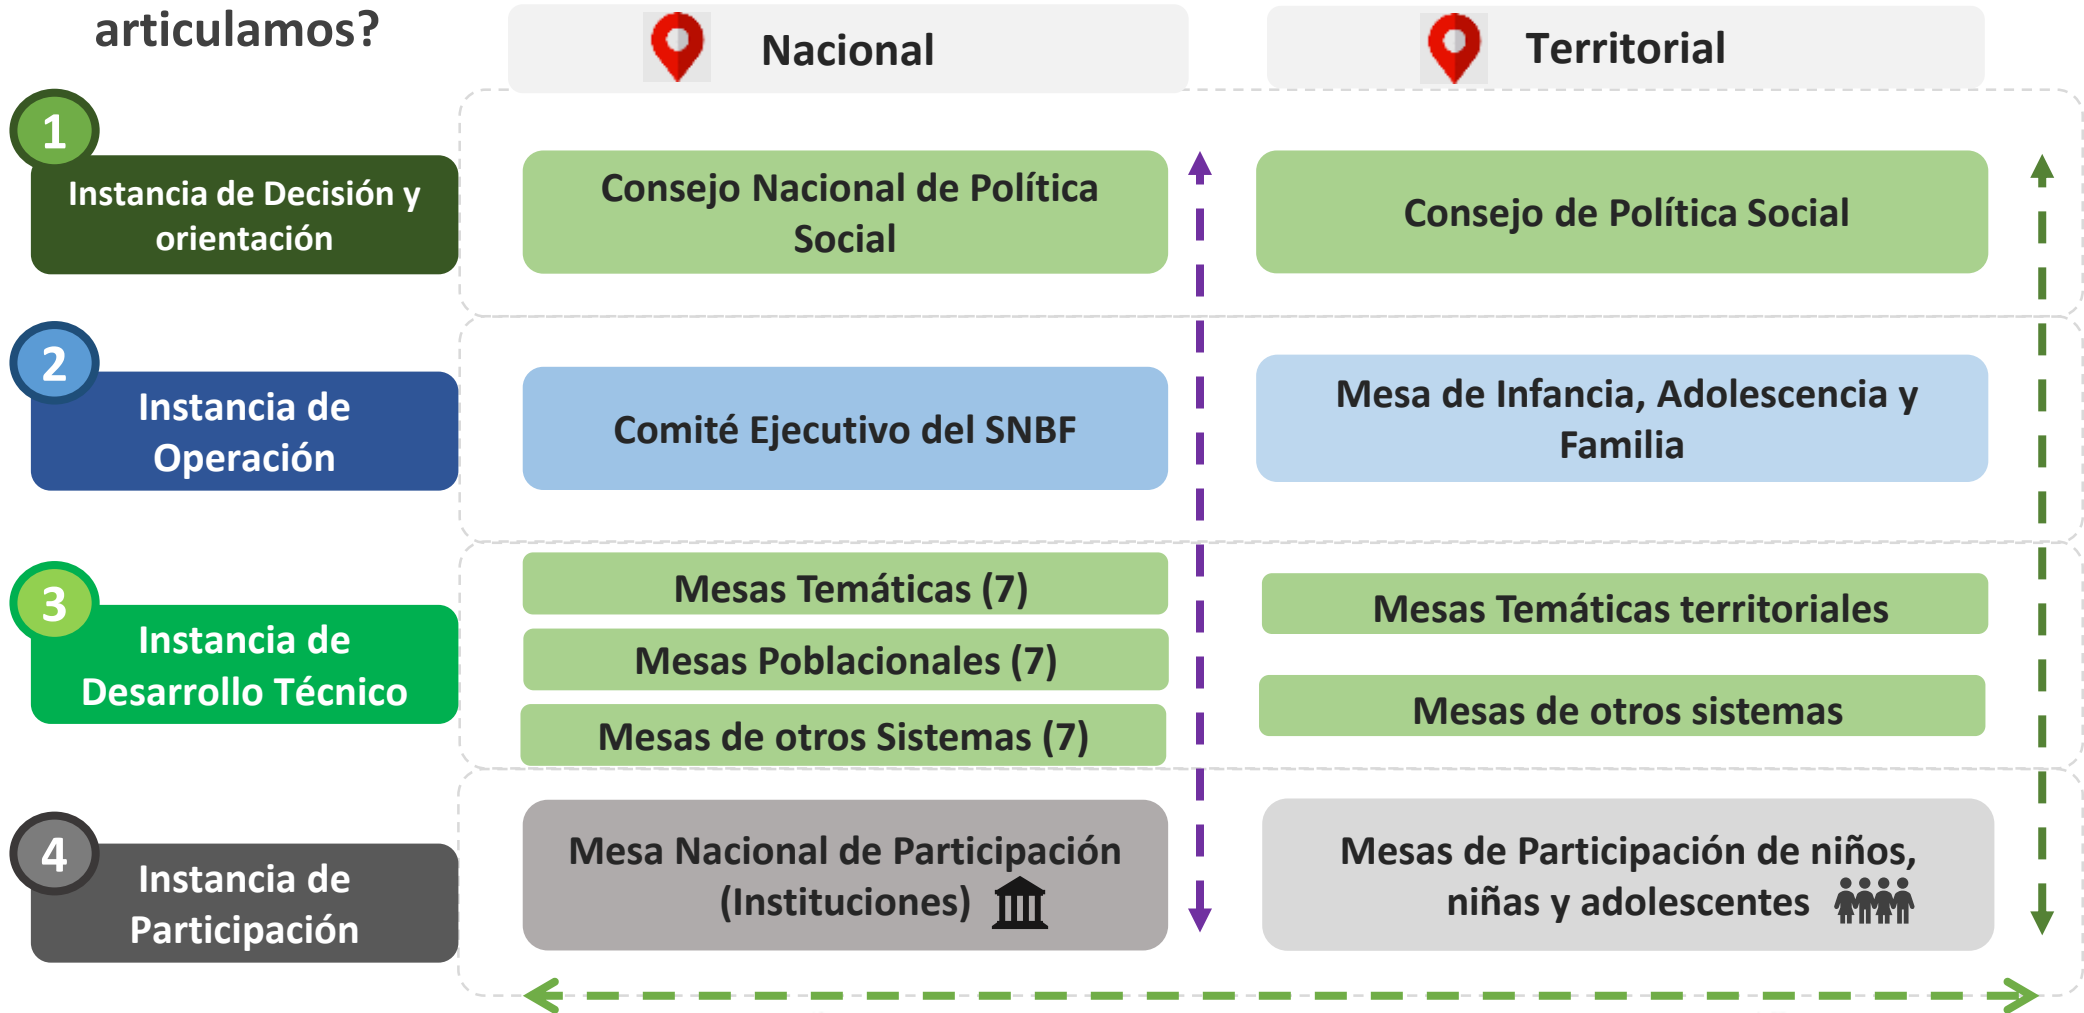 articulamos?
Nacional
Territorial
1
Instancia de Decisión y
orientación
Consejo Nacional de Política
Social
Consejo de Política Social
2
Instancia de
Operación
Comité Ejecutivo del SNBF
Mesa de Infancia, Adolescencia y
Familia
3
Instancia de
Desarrollo Técnico
Mesas Temáticas (7)
Mesas Poblacionales (7)
Mesas de otros Sistemas (7)
Mesas Temáticas territoriales
Mesas de otros sistemas
4
Instancia de
Participación
Mesa Nacional de Participación
(Instituciones)
Mesas de Participación de niños,
niñas y adolescentes